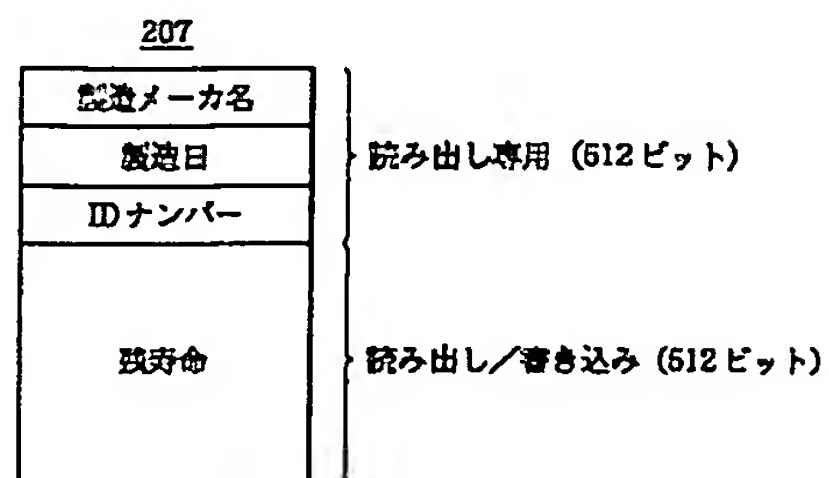 207
製造メーカ名
製造日
読み出し専用 (512ビット)
IDナンバー
残寿命
読み出し/書き込み (512ビット)